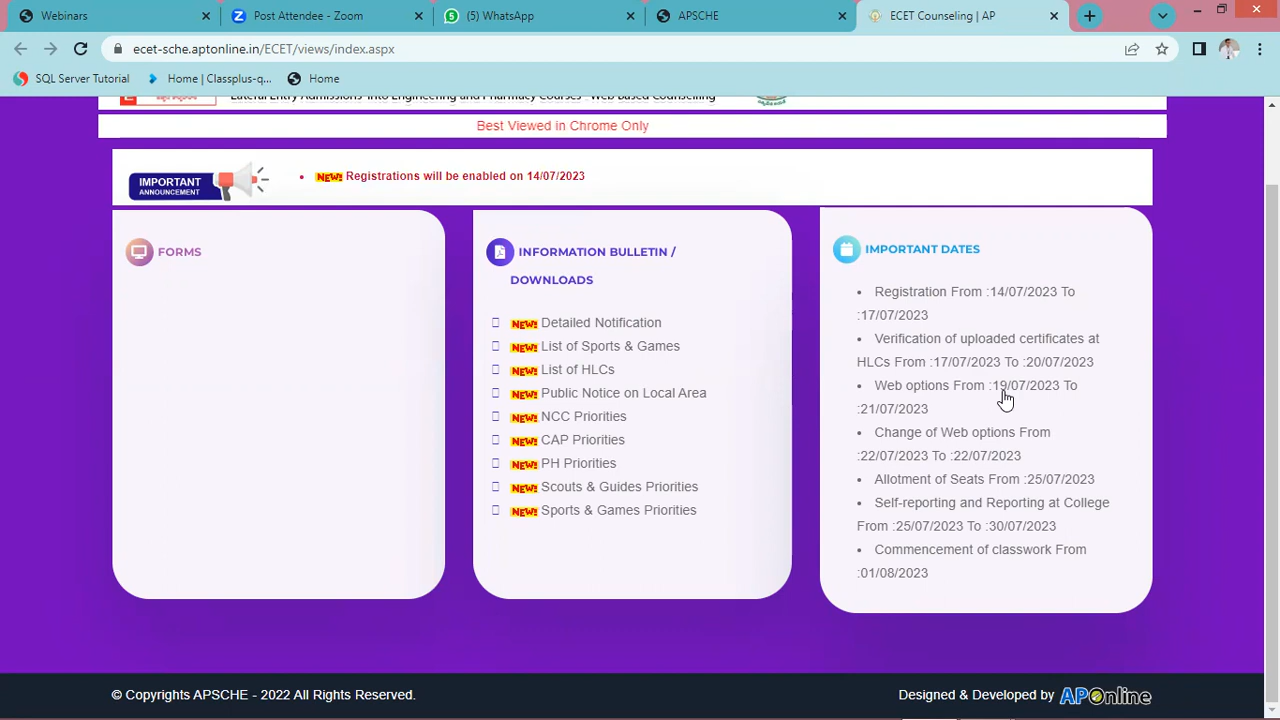 Webinars
Post Attendee - Zoom
(5) WhatsApp
APSCHE
ECET Counseling | AP
ecet-sche.aptonline.in/ECET/views/index.aspx
SQL Server Tutorial
Home | Classplus-q...
Home
Lateral Entry Admissions into Engineering and Pharmacy Courses - Web Based Counselling
Best Viewed in Chrome Only
IMPORTANT
ANNOUNCEMENT
• NEW! Registrations will be enabled on 14/07/2023
FORMS
INFORMATION BULLETIN /
DOWNLOADS
NEW! Detailed Notification
NEW! List of Sports & Games
NEW! List of HLCs
NEW! Public Notice on Local Area
NEW! NCC Priorities
NEW! CAP Priorities
NEW! PH Priorities
NEW! Scouts & Guides Priorities
NEW! Sports & Games Priorities
IMPORTANT DATES
• Registration From :14/07/2023 To
:17/07/2023
• Verification of uploaded certificates at
HLCs From :17/07/2023 To :20/07/2023
• Web options From :19/07/2023 To
:21/07/2023
• Change of Web options From
:22/07/2023 To :22/07/2023
• Allotment of Seats From :25/07/2023
• Self-reporting and Reporting at College
From :25/07/2023 To :30/07/2023
• Commencement of classwork From
:01/08/2023
© Copyrights APSCHE - 2022 All Rights Reserved.
Designed & Developed by APOnline